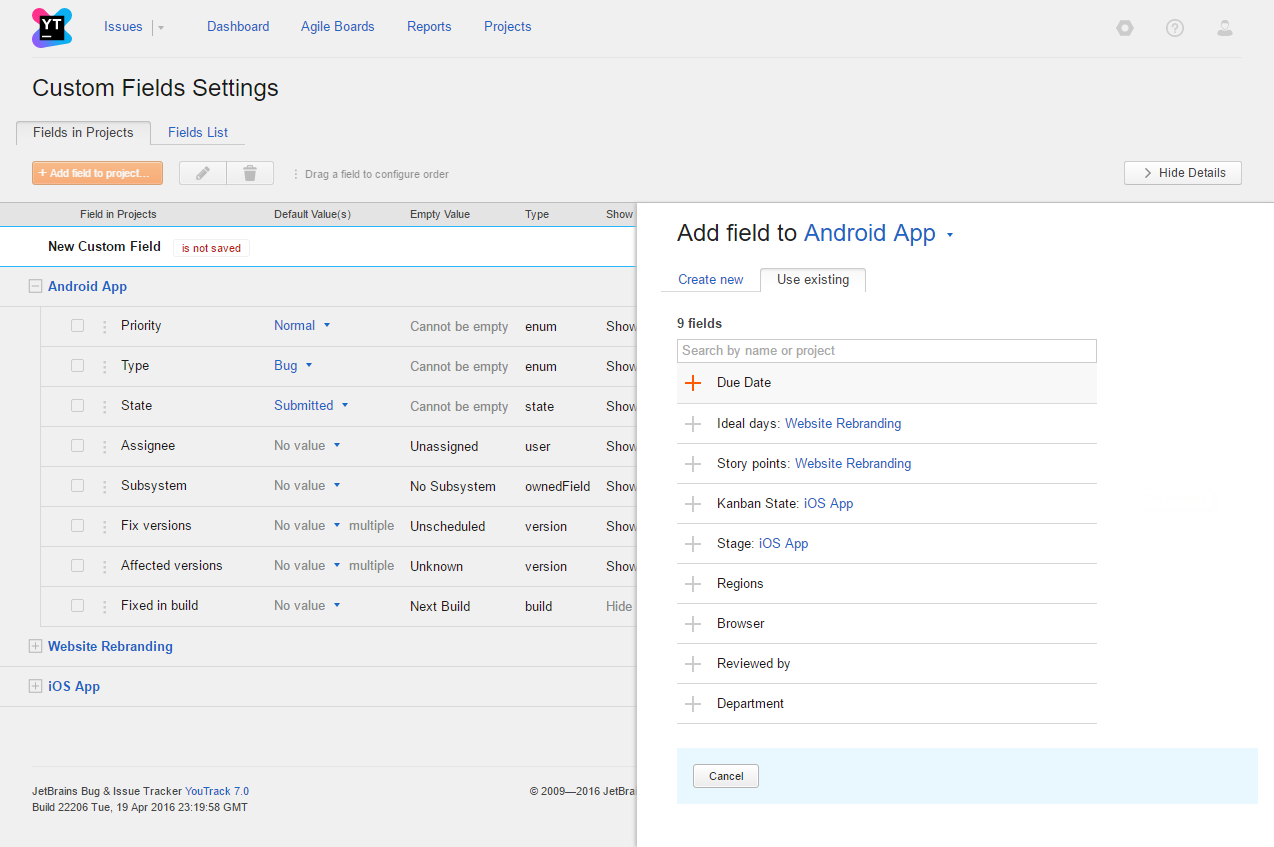 YT
Issues Dashboard Agile Boards Reports Projects
Custom Fields Settings
Fields in Projects Fields List
+ Add field to project... Drag a field to configure order Hide Details
Field in Projects Default Value(s) Empty Value Type Show
New Custom Field is not saved
Android App
Priority Normal Cannot be empty enum Show
Type Bug Cannot be empty enum Show
State Submitted Cannot be empty state Show
Assignee No value Unassigned user Show
Subsystem No value No Subsystem ownedField Show
Fix versions No value multiple Unscheduled version Show
Affected versions No value multiple Unknown version Show
Fixed in build No value Next Build build Hide
Website Rebranding
iOS App
JetBrains Bug & Issue Tracker YouTrack 7.0 © 2009—2016 JetBra
Build 22206 Tue, 19 Apr 2016 23:19:58 GMT
Add field to Android App
Create new Use existing
9 fields
Search by name or project
Due Date
Ideal days: Website Rebranding
Story points: Website Rebranding
Kanban State: iOS App
Stage: iOS App
Regions
Browser
Reviewed by
Department
Cancel